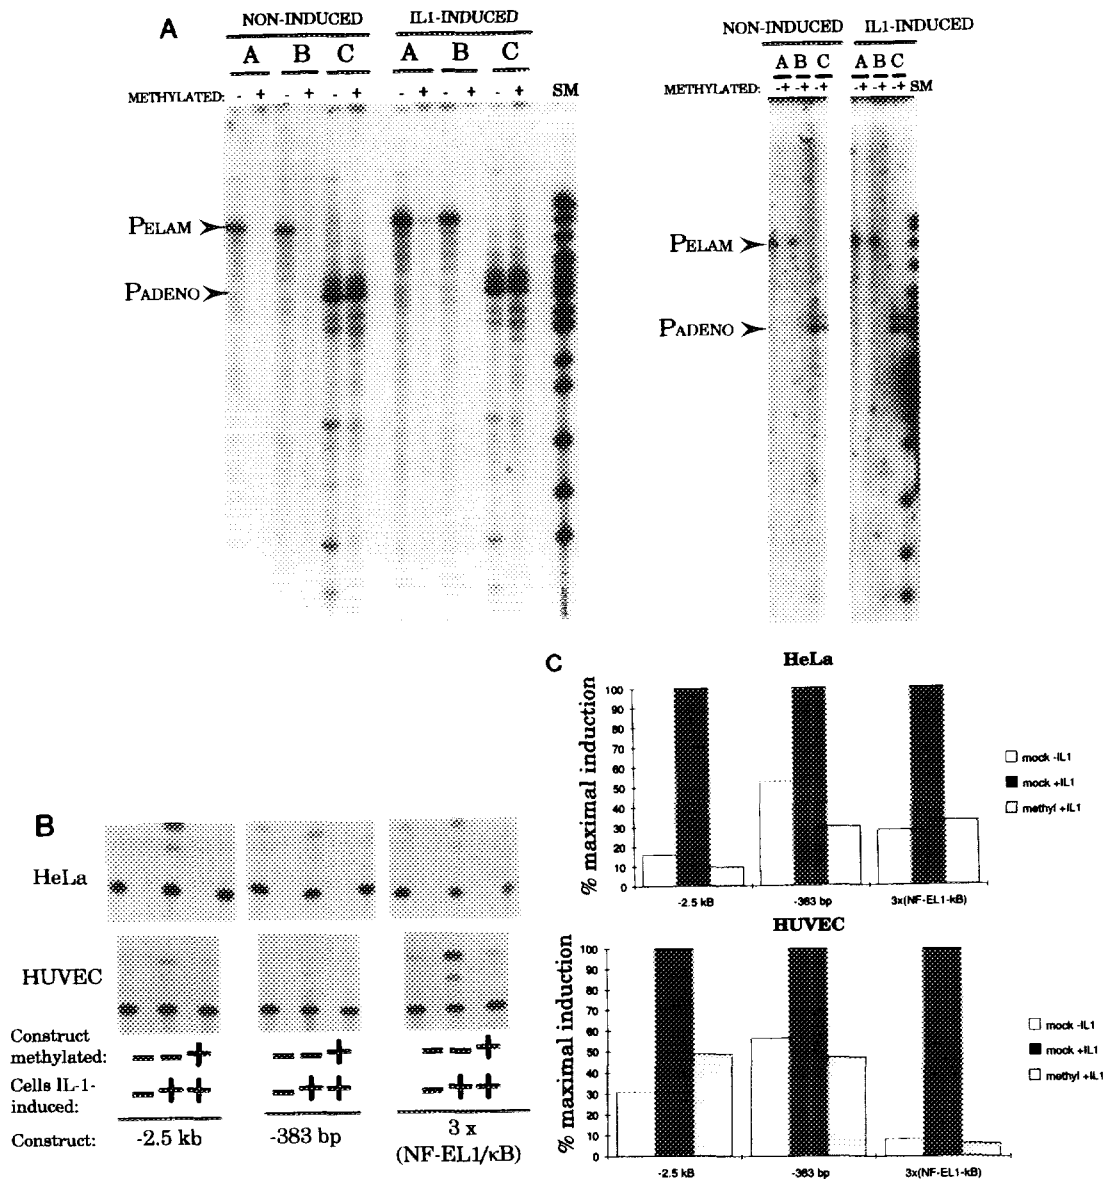 A
NON-INDUCED IL1-INDUCED
A B C A B C
METHYLATED: - + - + - + - + - + - + SM
PELAM
PADENO
NON-INDUCED IL1-INDUCED
A B C A B C
METHYLATED: -+ -+ -+ -+ -+ -+ SM
PELAM
PADENO
B
HeLa
HUVEC
Construct methylated: - - + - - + - - +
Cells IL-1-induced: - + + - + + - + +
Construct: -2.5 kb -383 bp 3 x (NF-EL1/κB)
C
HeLa
% maximal induction
100
90
80
70
60
50
40
30
20
10
0
-2.5 kB -383 bp 3x(NF-EL1-kB)
mock -IL1
mock +IL1
methyl +IL1
HUVEC
% maximal induction
100
90
80
70
60
50
40
30
20
10
0
-2.5 kB -383 bp 3x(NF-EL1-kB)
mock -IL1
mock +IL1
methyl +IL1